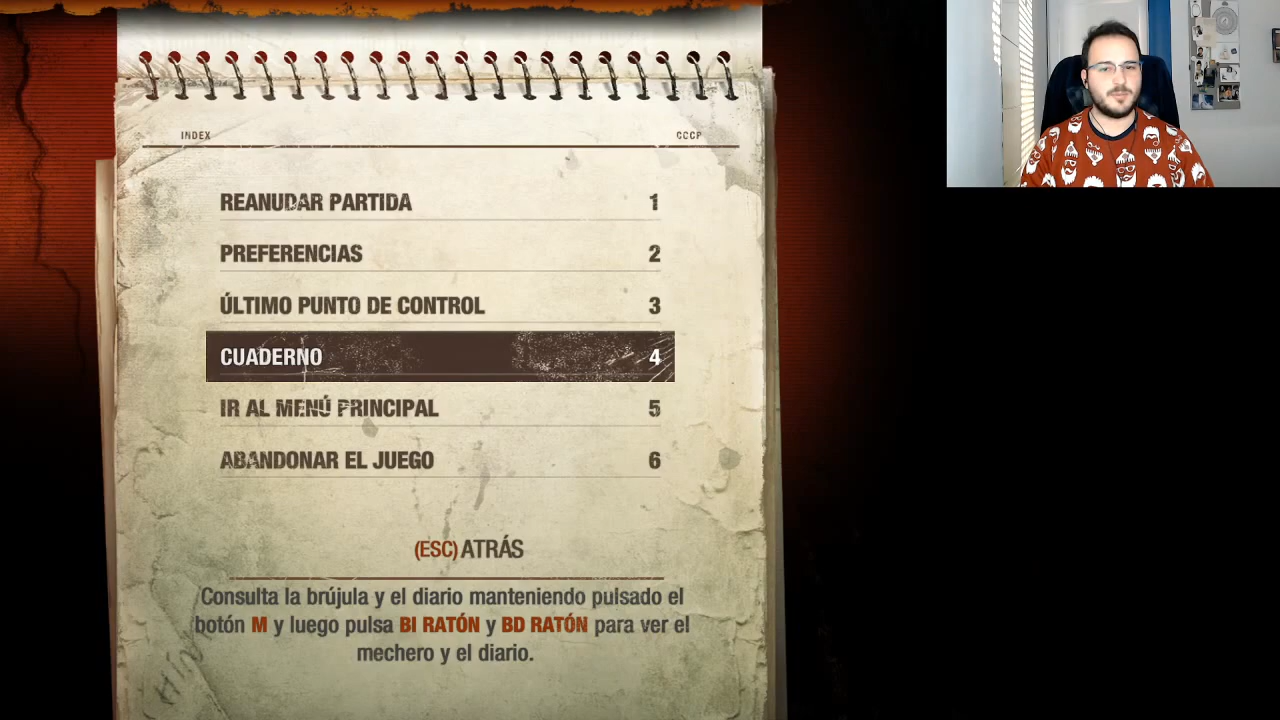 INDEX CCCP
REANUDAR PARTIDA 1
PREFERENCIAS 2
ÚLTIMO PUNTO DE CONTROL 3
CUADERNO 4
IR AL MENÚ PRINCIPAL 5
ABANDONAR EL JUEGO 6
(ESC) ATRÁS
Consulta la brújula y el diario manteniendo pulsado el
botón M y luego pulsa BI RATÓN y BD RATÓN para ver el
mechero y el diario.